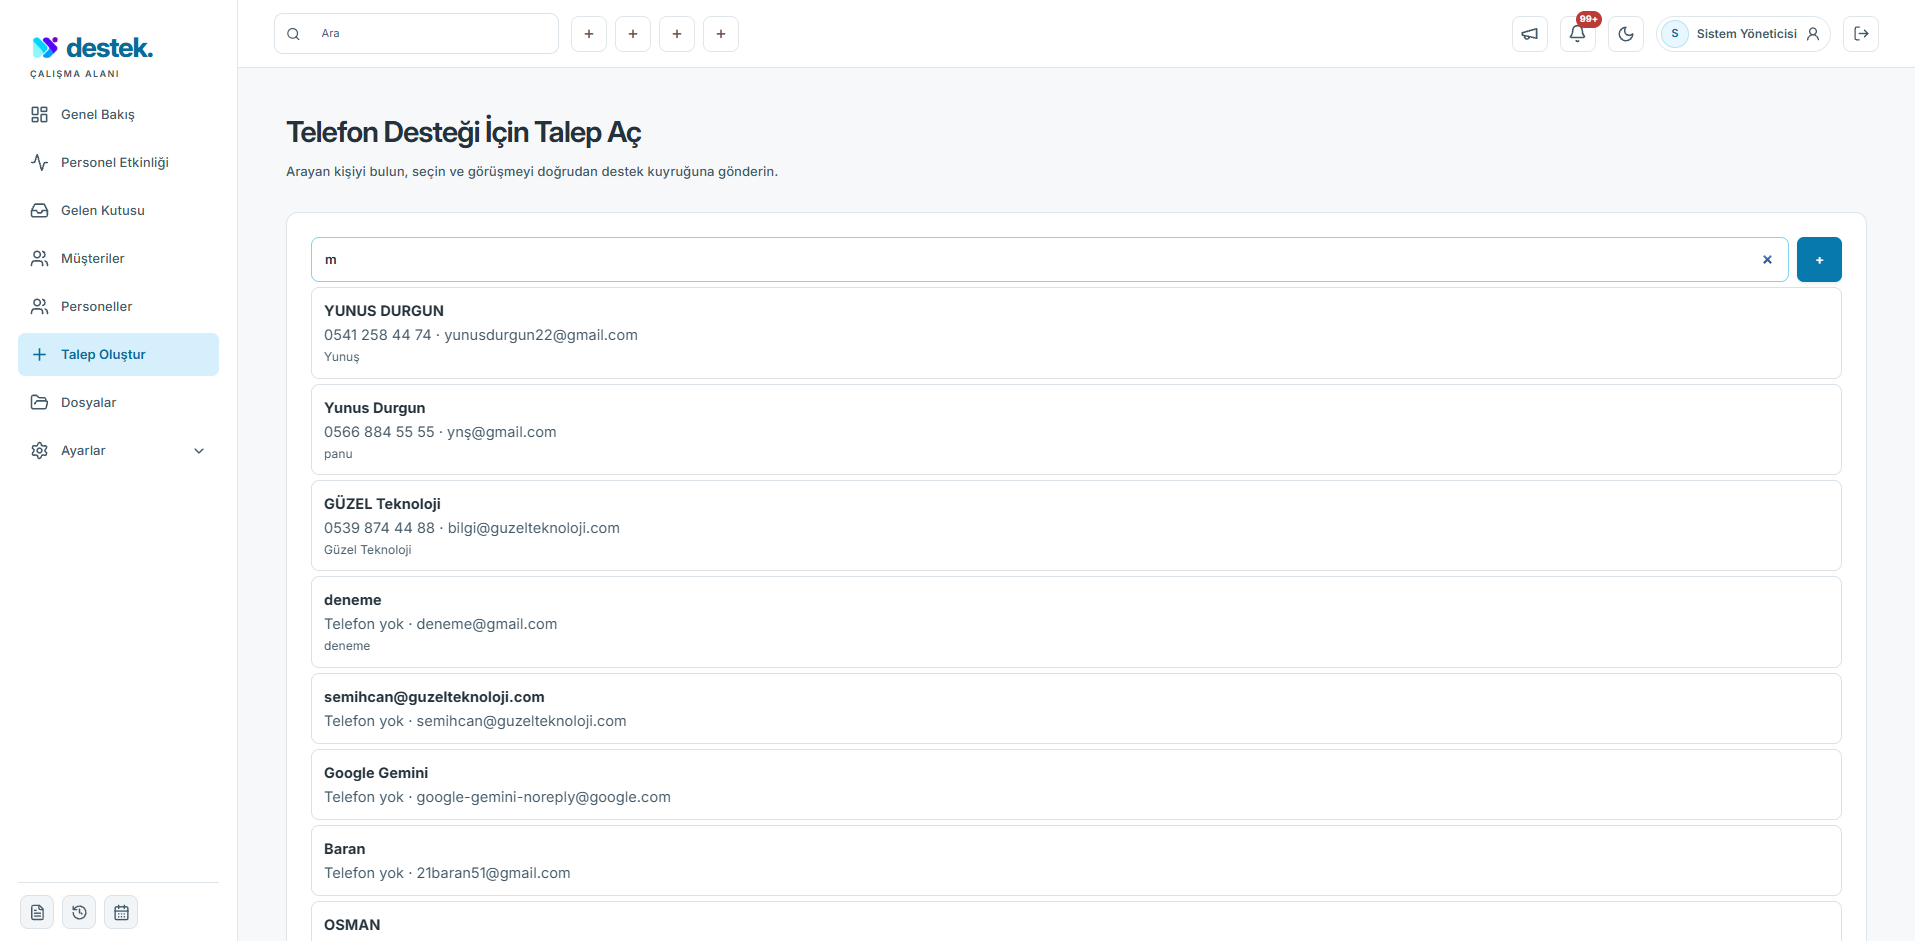 destek.
ÇALIŞMA ALANI
Genel Bakış
Personel Etkinliği
Gelen Kutusu
Müşteriler
Personeller
Talep Oluştur
Dosyalar
Ayarlar
Ara
+ + + +
99+
S Sistem Yöneticisi
Telefon Desteği İçin Talep Aç
Arayan kişiyi bulun, seçin ve görüşmeyi doğrudan destek kuyruğuna gönderin.
m
+
YUNUS DURGUN
0541 258 44 74 · yunusdurgun22@gmail.com
Yunuş
Yunus Durgun
0566 884 55 55 · ynş@gmail.com
panu
GÜZEL Teknoloji
0539 874 44 88 · bilgi@guzelteknoloji.com
Güzel Teknoloji
deneme
Telefon yok · deneme@gmail.com
deneme
semihcan@guzelteknoloji.com
Telefon yok · semihcan@guzelteknoloji.com
Google Gemini
Telefon yok · google-gemini-noreply@google.com
Baran
Telefon yok · 21baran51@gmail.com
OSMAN